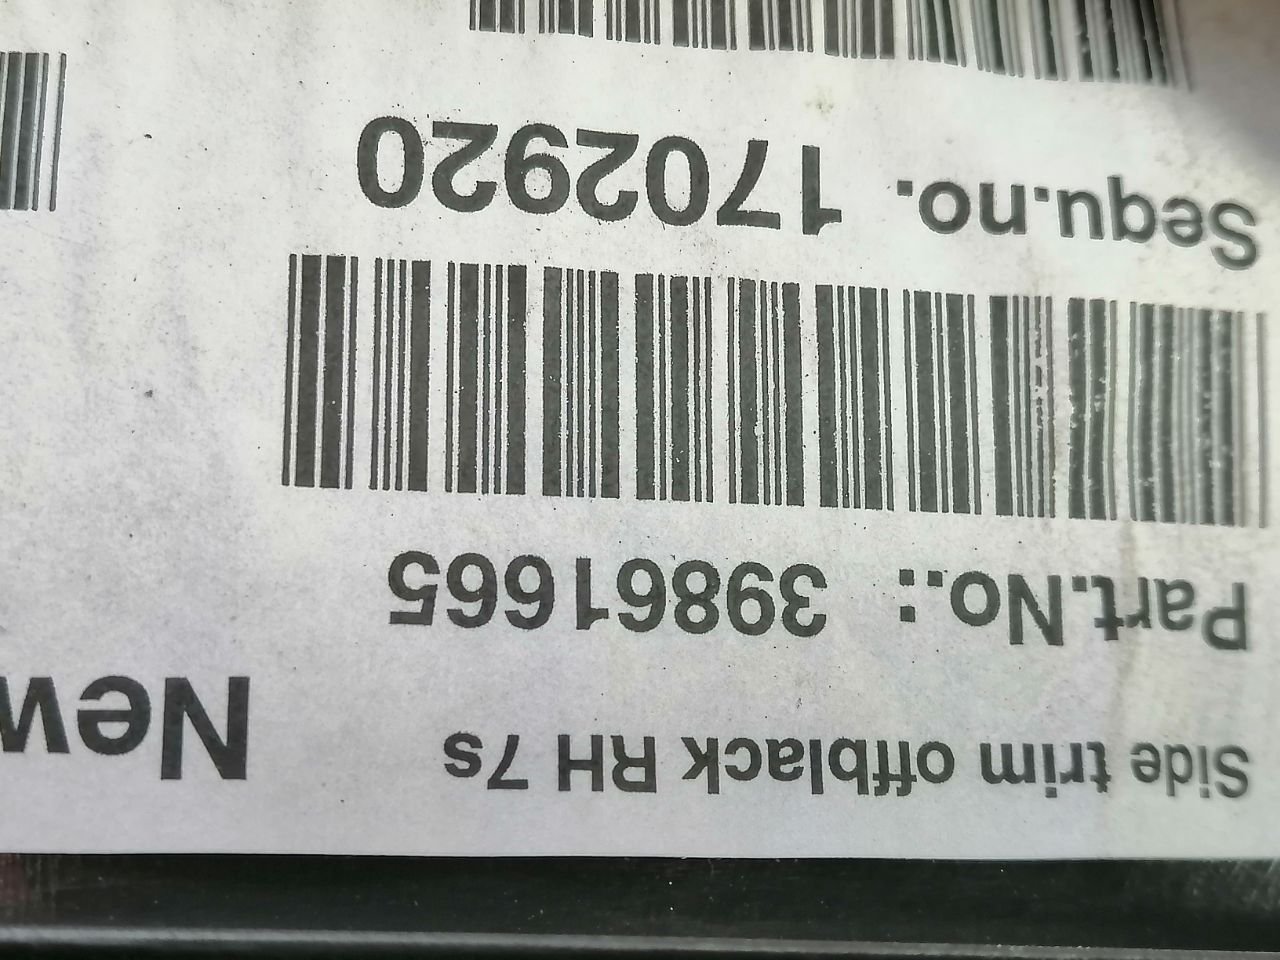 Side trim offblack RH 7s
New
Part.No.: 39861665
Sequ.no. 1702920